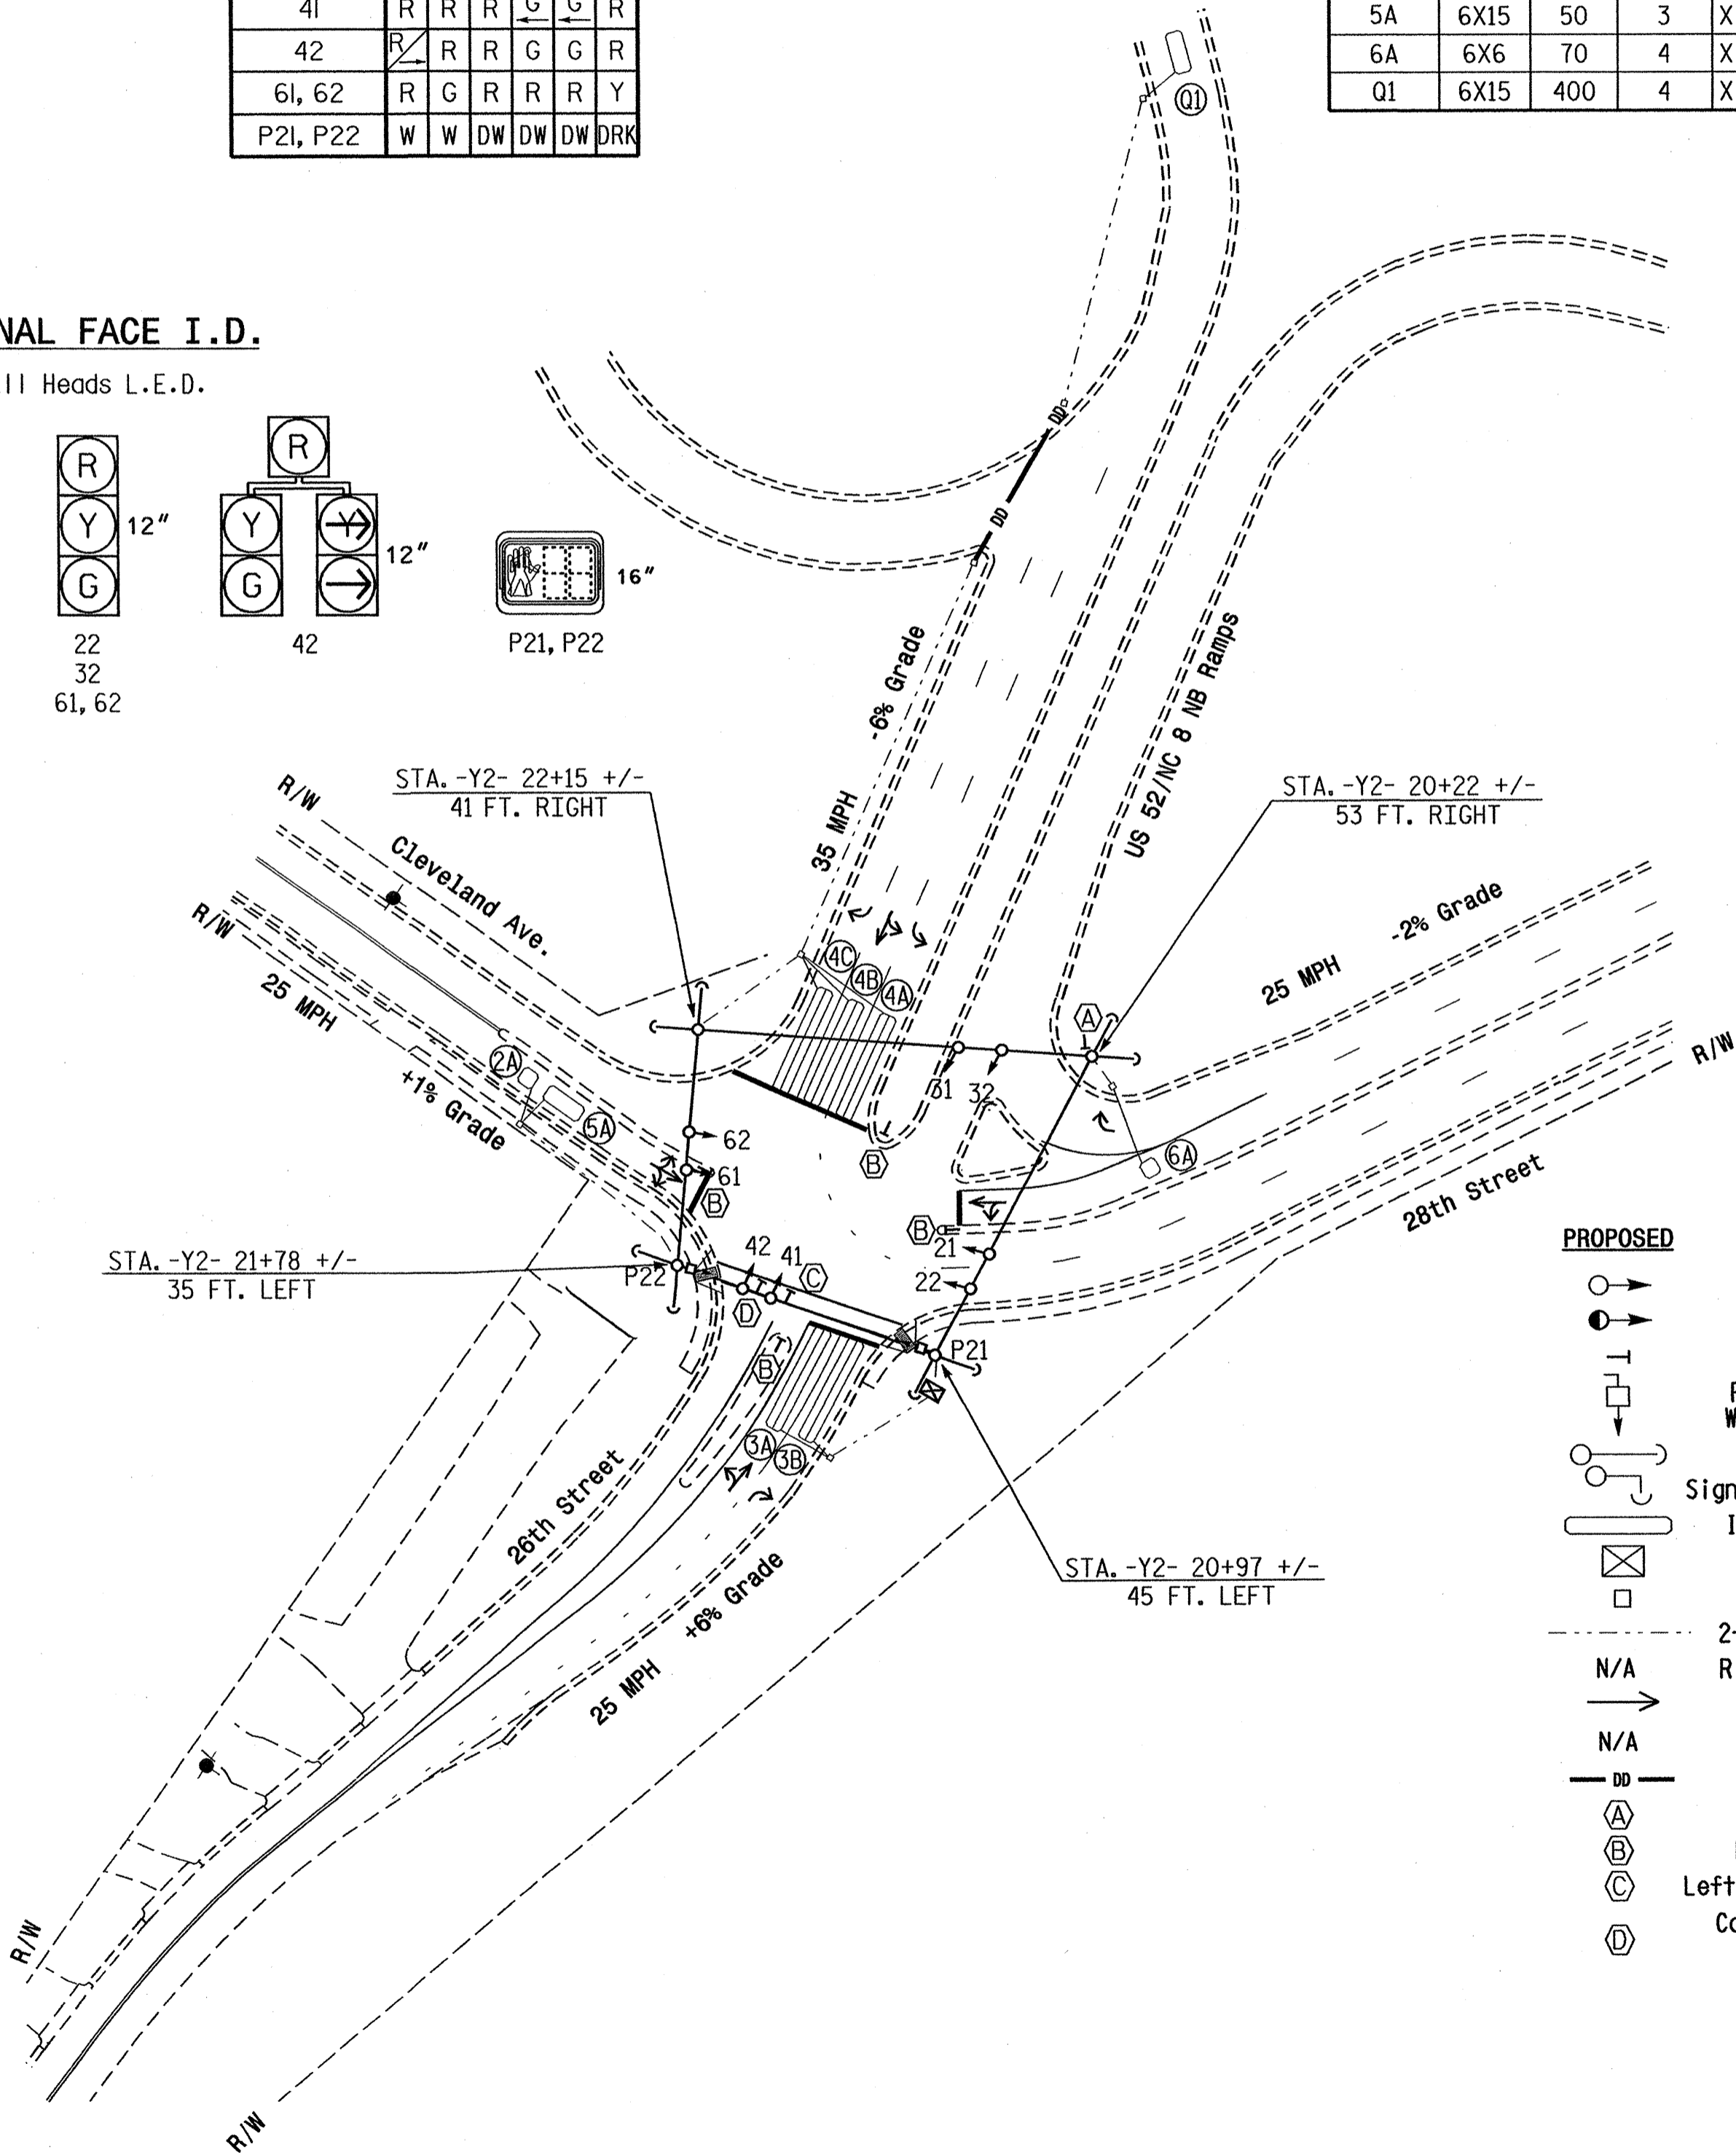 41 R R R G G R
42 R R R G G R
61, 62 R G R R R Y
P21, P22 W W DW DW DW DRK
5A 6X15 50 3 X
6A 6X6 70 4 X
Q1 6X15 400 4 X
Q1
NAL FACE I.D.
ll Heads L.E.D.
R
Y 12"
G
22
32
61, 62
R
Y Y
G 12"
42
16"
P21, P22
DD
DD
-6% Grade
35 MPH
US 52/NC 8 NB Ramps
STA. -Y2- 22+15 +/-
41 FT. RIGHT
STA. -Y2- 20+22 +/-
53 FT. RIGHT
R/W
Cleveland Ave.
R/W
25 MPH
+1% Grade
-2% Grade
25 MPH
R/W
28th Street
4C
4B
4A
A
2A
5A
31
32
62
61
B
B
6A
B
21
22
STA. -Y2- 21+78 +/-
35 FT. LEFT
P22
42
41
C
D
P21
B
3A
3B
26th Street
+6% Grade
25 MPH
STA. -Y2- 20+97 +/-
45 FT. LEFT
R/W
R/W
PROPOSED
Sign
2-
N/A R
N/A
DD
A
B
C Left
D Co